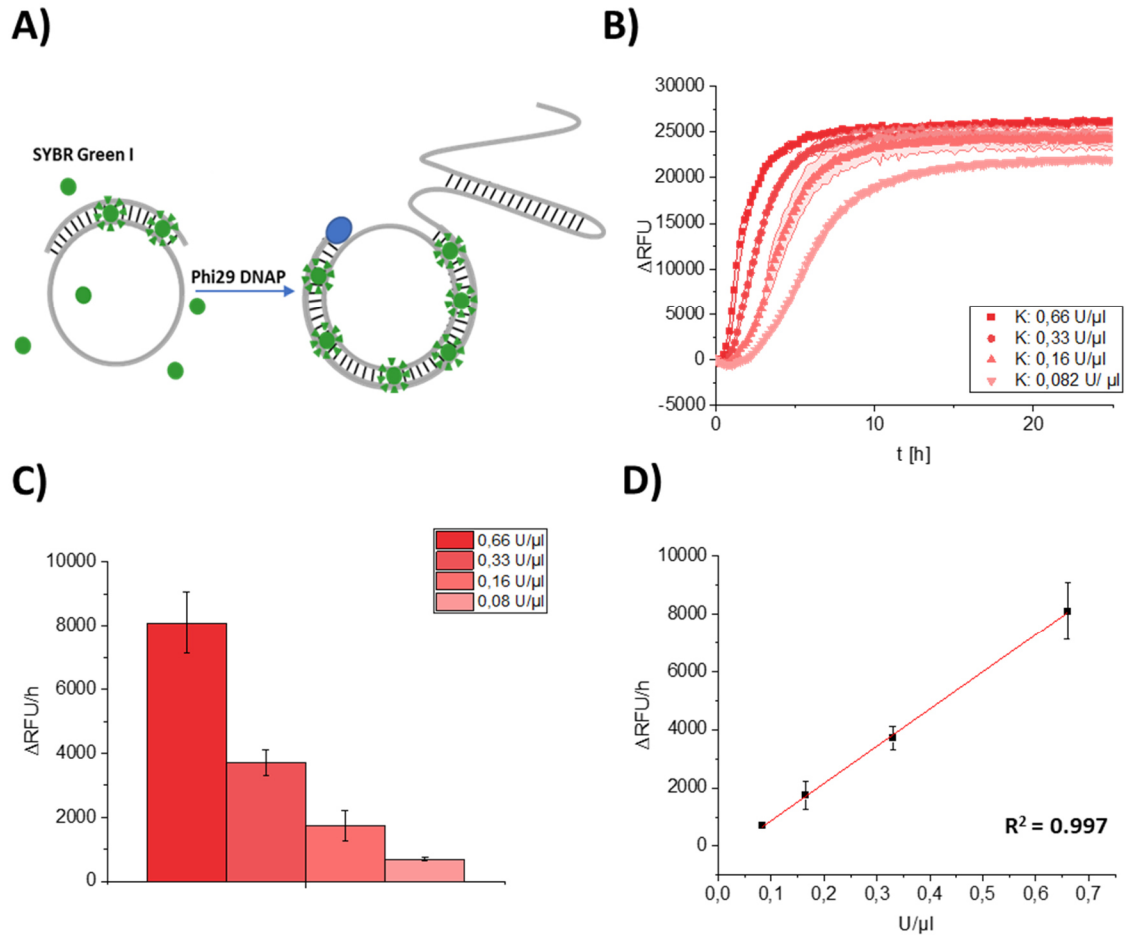 A)
SYBR Green I
Phi29 DNAP
B)
30000
25000
20000
15000
10000
5000
0
-5000
ΔRFU
0
10
20
t [h]
K: 0,66 U/µl
K: 0,33 U/µl
K: 0,16 U/µl
K: 0,082 U/ µl
C)
10000
8000
6000
4000
2000
0
ΔRFU/h
0,66 U/µl
0,33 U/µl
0,16 U/µl
0,08 U/µl
D)
10000
8000
6000
4000
2000
0
ΔRFU/h
R² = 0.997
0,0
0,1
0,2
0,3
0,4
0,5
0,6
0,7
U/µl